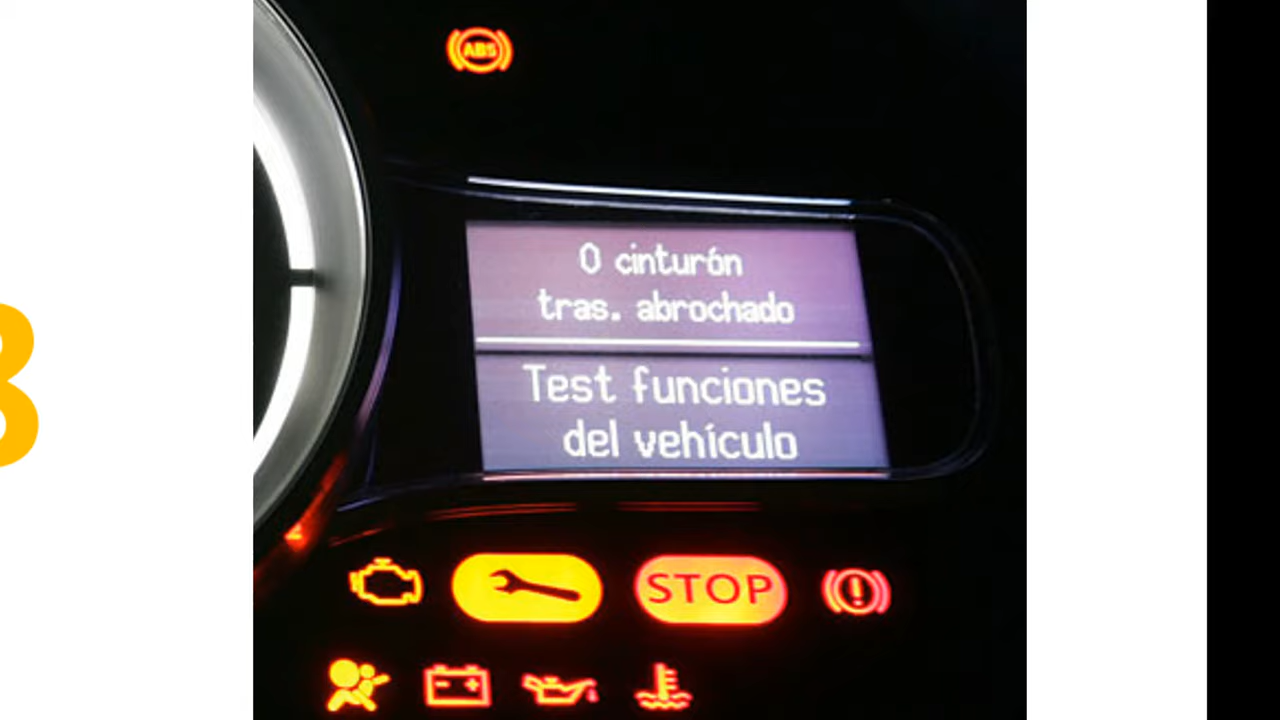 ABS
0 cinturón
tras. abrochado
Test funciones
del vehículo
STOP